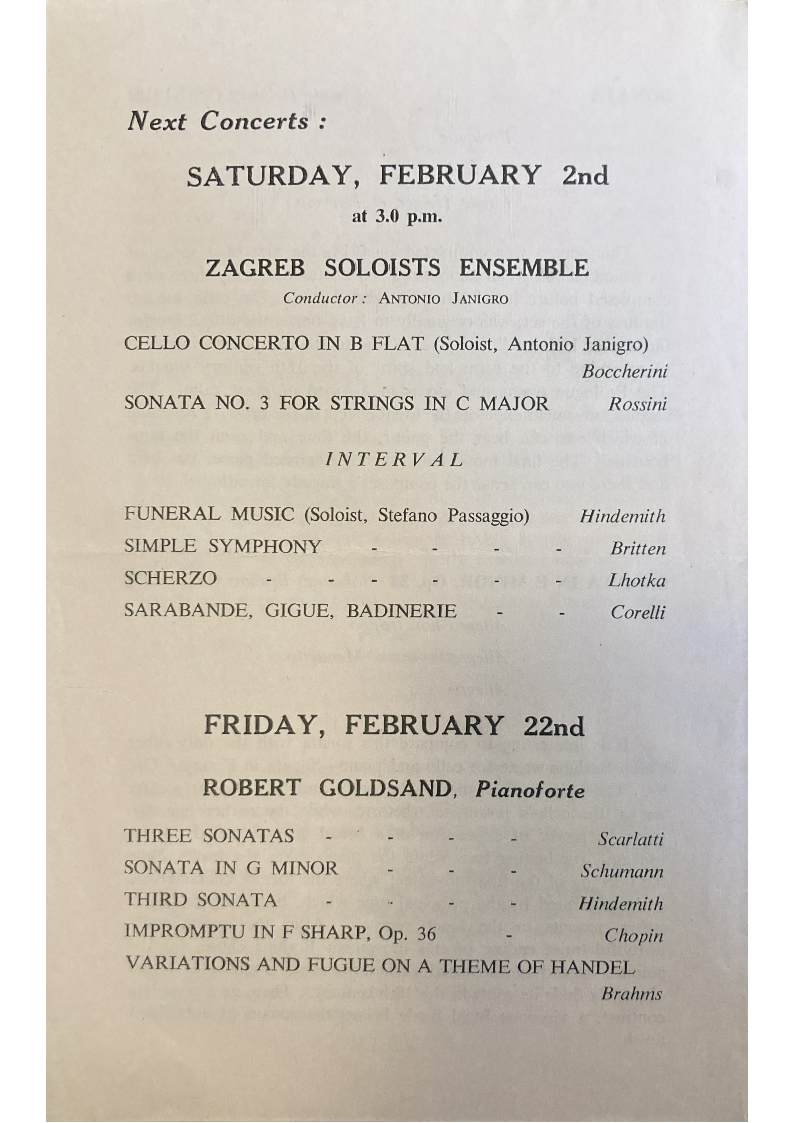 Next Concerts :
SATURDAY, FEBRUARY 2nd
at 3.0 p.m.
ZAGREB SOLOISTS ENSEMBLE
Conductor : ANTONIO JANIGRO
CELLO CONCERTO IN B FLAT (Soloist, Antonio Janigro)
Boccherini
SONATA NO. 3 FOR STRINGS IN C MAJOR Rossini
INTERVAL
FUNERAL MUSIC (Soloist, Stefano Passaggio) Hindemith
SIMPLE SYMPHONY - - - - Britten
SCHERZO - - - - - - Lhotka
SARABANDE, GIGUE, BADINERIE - - Corelli
FRIDAY, FEBRUARY 22nd
ROBERT GOLDSAND, Pianoforte
THREE SONATAS - - - - Scarlatti
SONATA IN G MINOR - - - Schumann
THIRD SONATA - - - - Hindemith
IMPROMPTU IN F SHARP, Op. 36 - Chopin
VARIATIONS AND FUGUE ON A THEME OF HANDEL
Brahms